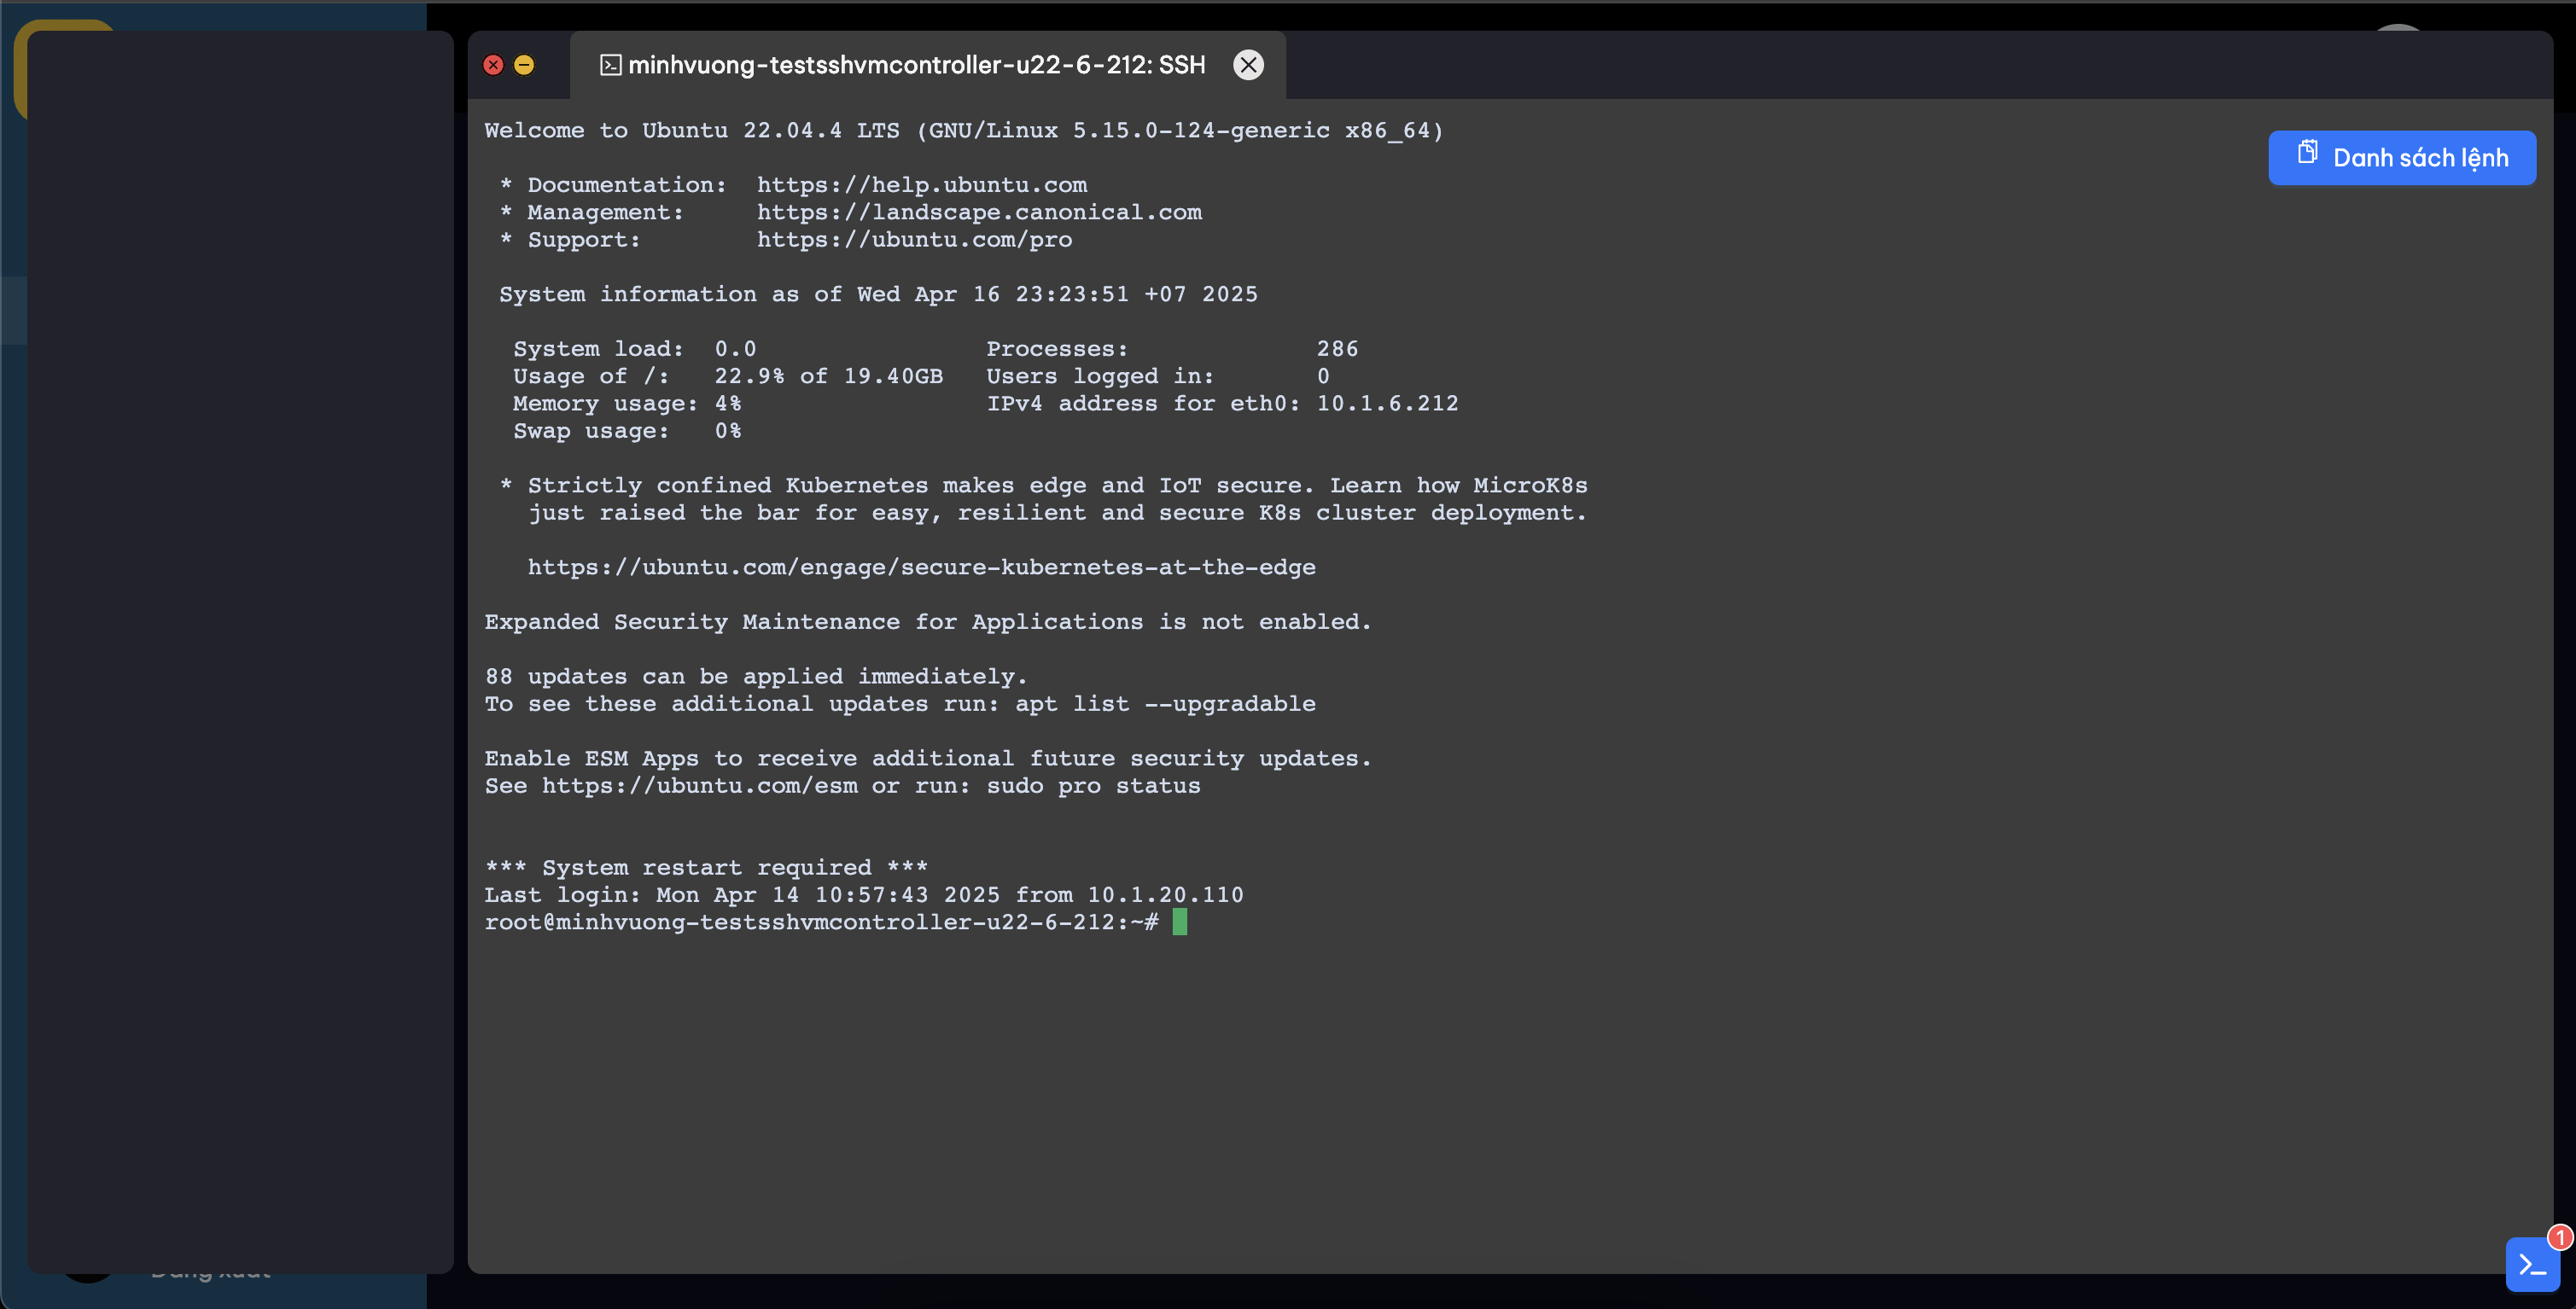 minhvuong-testsshvmcontroller-u22-6-212: SSH
Welcome to Ubuntu 22.04.4 LTS (GNU/Linux 5.15.0-124-generic x86_64)
Danh sách lệnh
* Documentation:  https://help.ubuntu.com
* Management:     https://landscape.canonical.com
* Support:        https://ubuntu.com/pro
System information as of Wed Apr 16 23:23:51 +07 2025
System load:  0.0                Processes:             286
Usage of /:   22.9% of 19.40GB   Users logged in:       0
Memory usage: 4%                 IPv4 address for eth0: 10.1.6.212
Swap usage:   0%
* Strictly confined Kubernetes makes edge and IoT secure. Learn how MicroK8s
just raised the bar for easy, resilient and secure K8s cluster deployment.
https://ubuntu.com/engage/secure-kubernetes-at-the-edge
Expanded Security Maintenance for Applications is not enabled.
88 updates can be applied immediately.
To see these additional updates run: apt list --upgradable
Enable ESM Apps to receive additional future security updates.
See https://ubuntu.com/esm or run: sudo pro status
*** System restart required ***
Last login: Mon Apr 14 10:57:43 2025 from 10.1.20.110
root@minhvuong-testsshvmcontroller-u22-6-212:~#
1